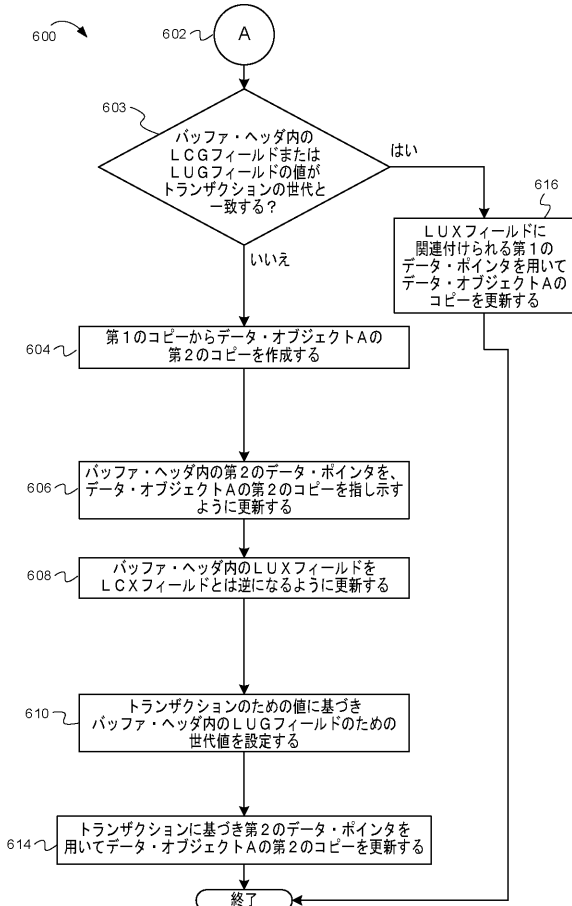 600
602
A
603
バッファ・ヘッダ内の
LCGフィールドまたは
LUGフィールドの値が
トランザクションの世代と
一致する?
はい
616
LUXフィールドに
関連付けられる第1の
データ・ポインタを用いて
データ・オブジェクトAの
コピーを更新する
いいえ
604
第1のコピーからデータ・オブジェクトAの
第2のコピーを作成する
606
バッファ・ヘッダ内の第2のデータ・ポインタを、
データ・オブジェクトAの第2のコピーを指し示す
ように更新する
608
バッファ・ヘッダ内のLUXフィールドを
LCXフィールドとは逆になるように更新する
610
トランザクションのための値に基づき
バッファ・ヘッダ内のLUGフィールドのための
世代値を設定する
614
トランザクションに基づき第2のデータ・ポインタを
用いてデータ・オブジェクトAの第2のコピーを更新する
終了